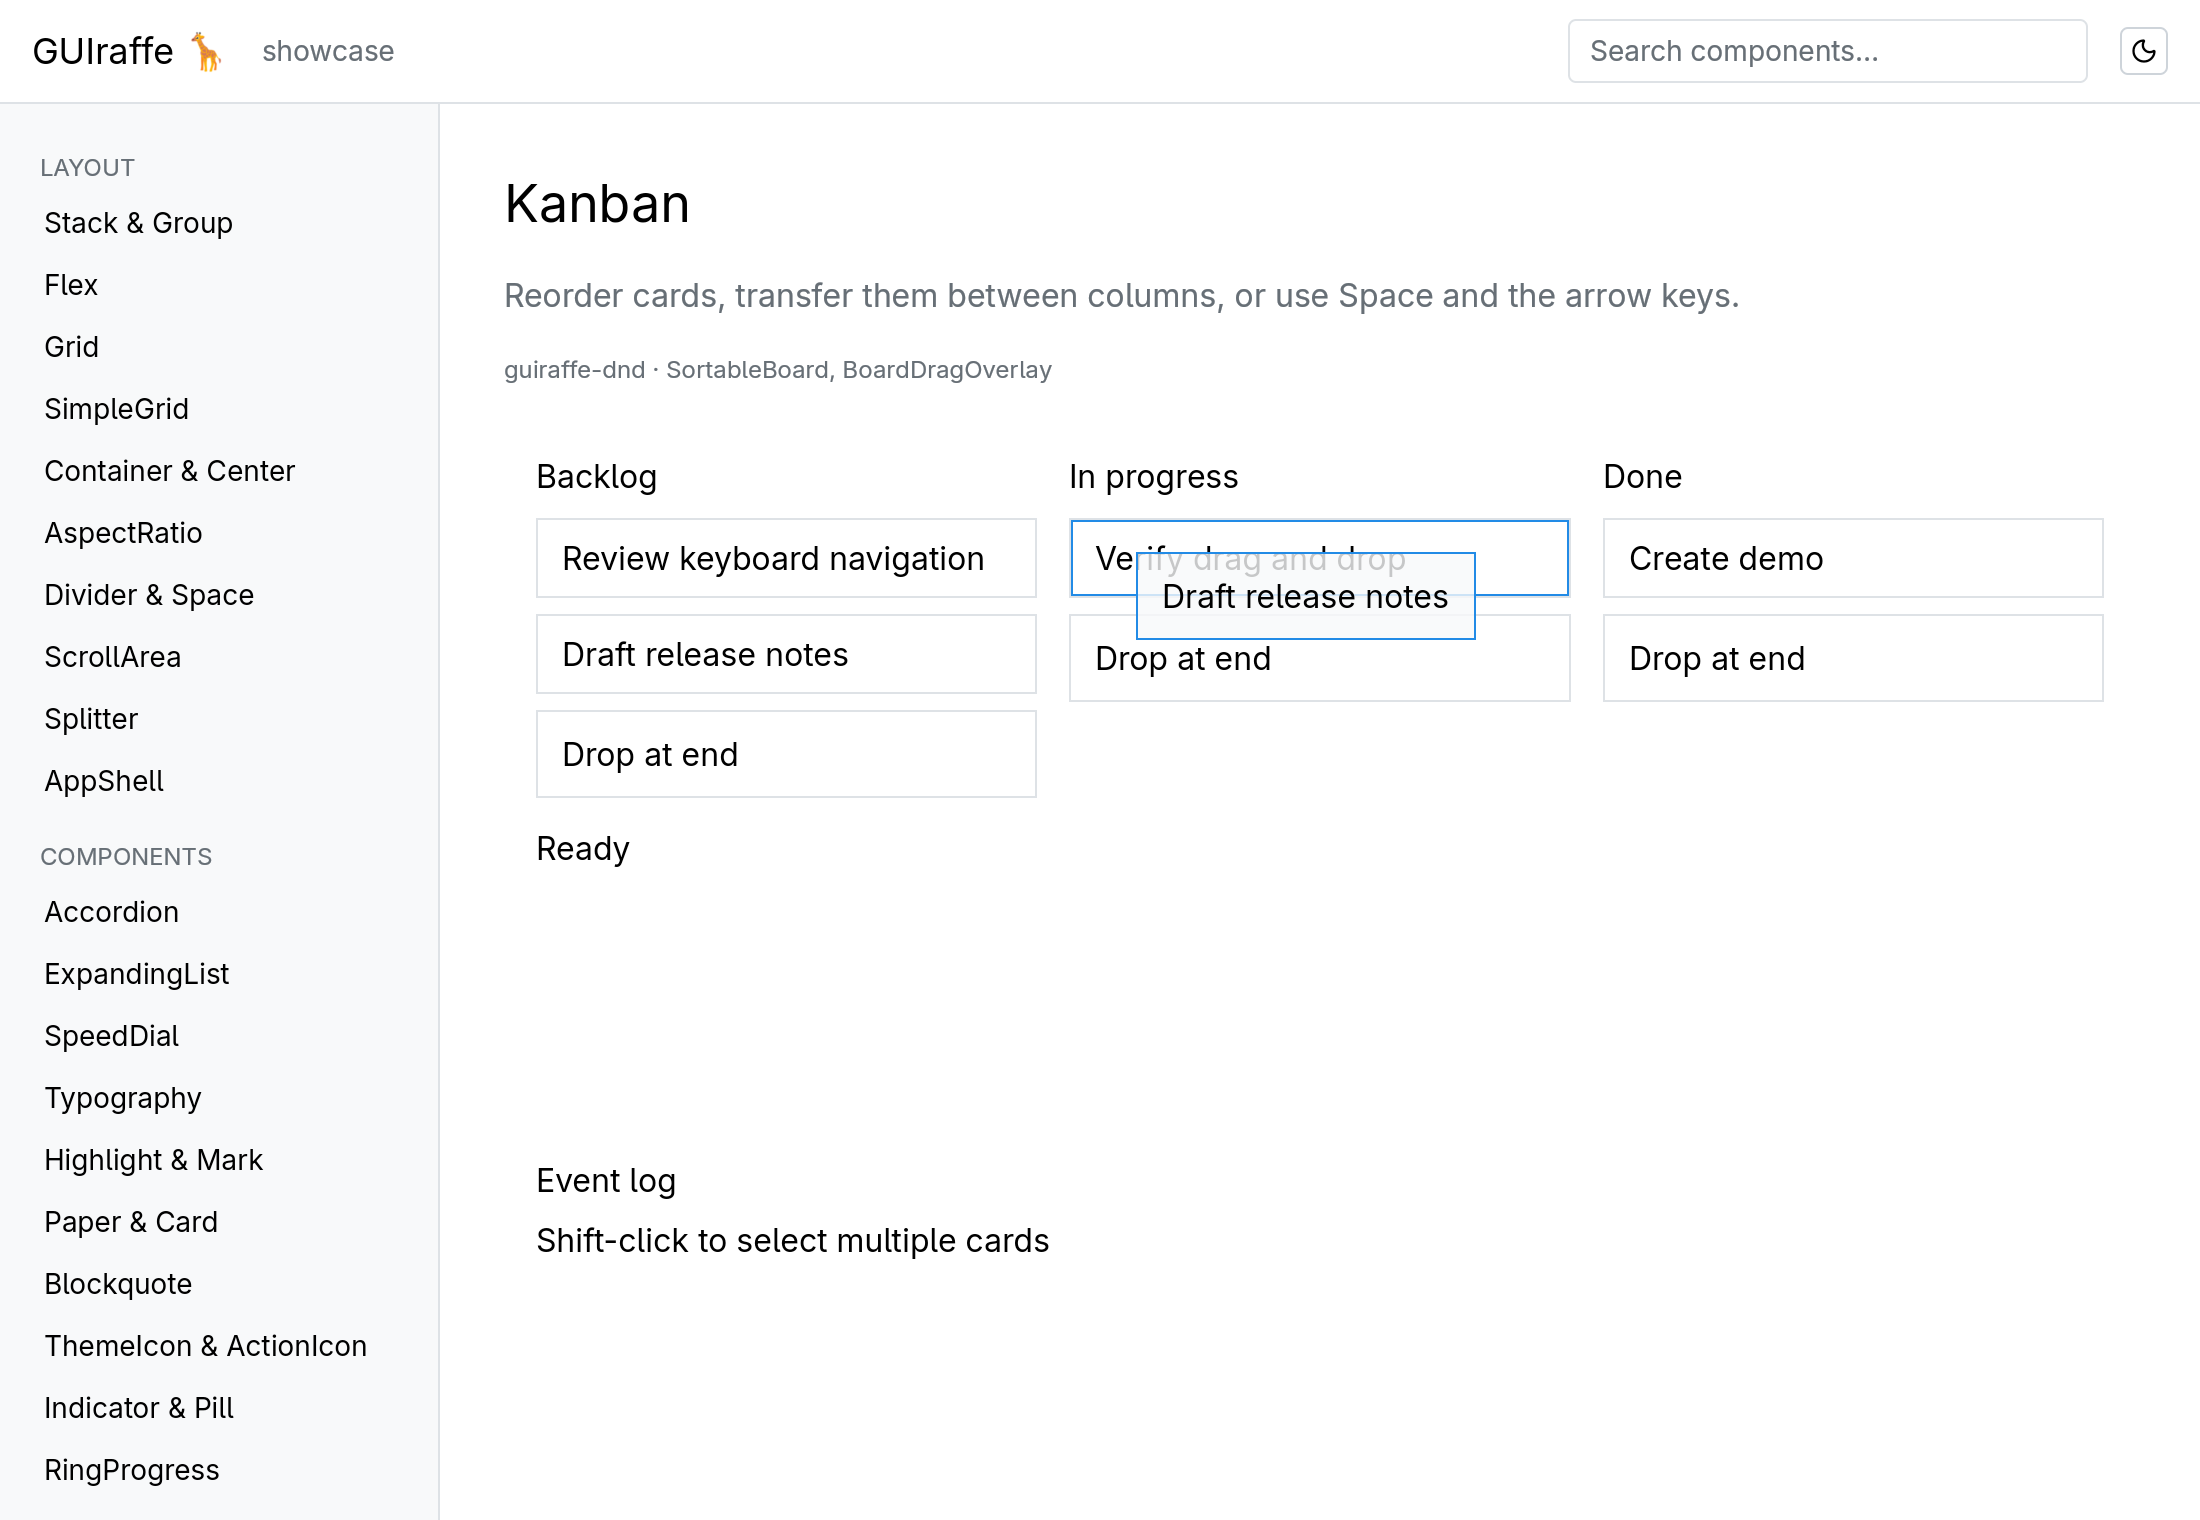 GUIraffe 🦒 showcase
Search components...
LAYOUT
Stack & Group
Flex
Grid
SimpleGrid
Container & Center
AspectRatio
Divider & Space
ScrollArea
Splitter
AppShell
COMPONENTS
Accordion
ExpandingList
SpeedDial
Typography
Highlight & Mark
Paper & Card
Blockquote
ThemeIcon & ActionIcon
Indicator & Pill
RingProgress
Kanban
Reorder cards, transfer them between columns, or use Space and the arrow keys.
guiraffe-dnd · SortableBoard, BoardDragOverlay
Backlog
Review keyboard navigation
Draft release notes
Drop at end
In progress
Verify drag and drop
Draft release notes
Drop at end
Done
Create demo
Drop at end
Ready
Event log
Shift-click to select multiple cards